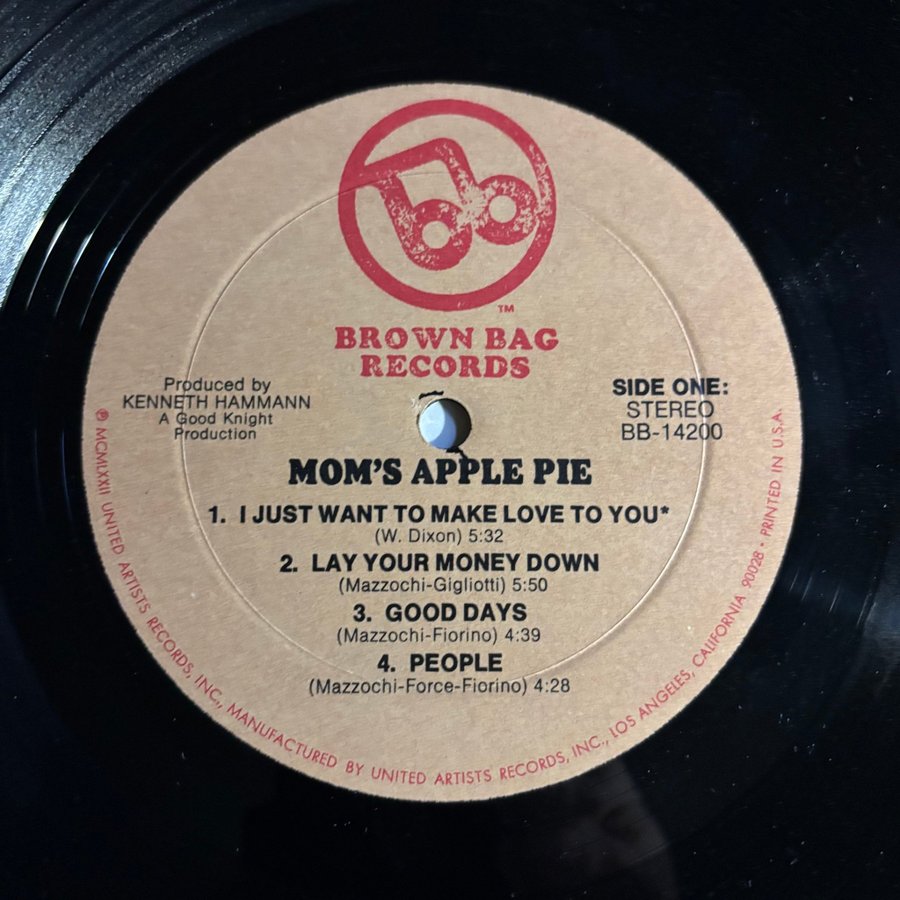 bb
TM
BROWN BAG
RECORDS
Produced by
KENNETH HAMMANN
A Good Knight
Production
SIDE ONE:
STEREO
BB-14200
MOM'S APPLE PIE
1. I JUST WANT TO MAKE LOVE TO YOU*
(W. Dixon) 5:32
2. LAY YOUR MONEY DOWN
(Mazzochi-Gigliotti) 5:50
3. GOOD DAYS
(Mazzochi-Fiorino) 4:39
4. PEOPLE
(Mazzochi-Force-Fiorino) 4:28
℗ MCMLXXII UNITED ARTISTS RECORDS, INC., MANUFACTURED BY UNITED ARTISTS RECORDS, INC., LOS ANGELES, CALIFORNIA 90028 • PRINTED IN U.S.A.